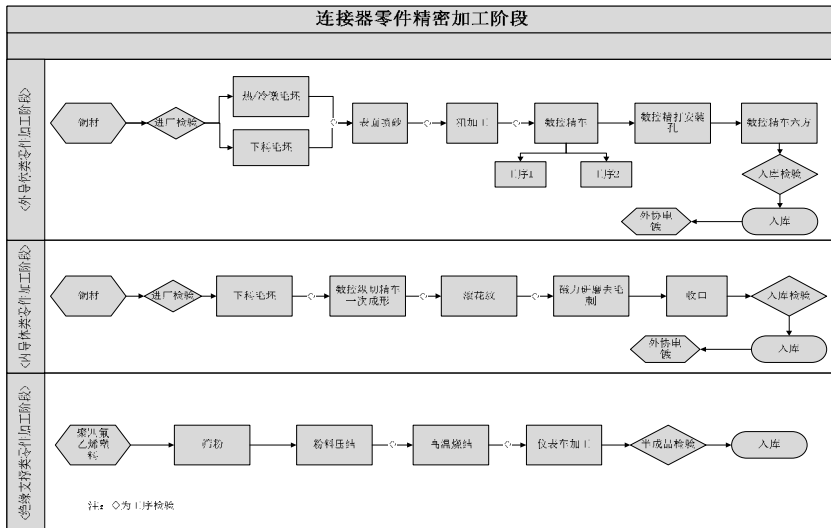 连接器零件精密加工阶段
<外导体类零件加工阶段>
铜材
进厂检验
热/冷镦毛坯
下料毛坯
表面喷砂
粗加工
数控精车
工序1
工序2
数控精打安装
孔
数控精车六方
入库检验
入库
外协电
镀
<内导体类零件加工阶段>
铜材
进厂检验
下料毛坯
数控纵切精车
一次成形
滚花纹
磁力研磨去毛
刺
收口
入库检验
入库
外协电
镀
<绝缘支撑类零件加工阶段>
聚四氟
乙烯塑
料
筛粉
粉料压结
高温烧结
仪表车加工
半成品检验
入库
注：◇为工序检验